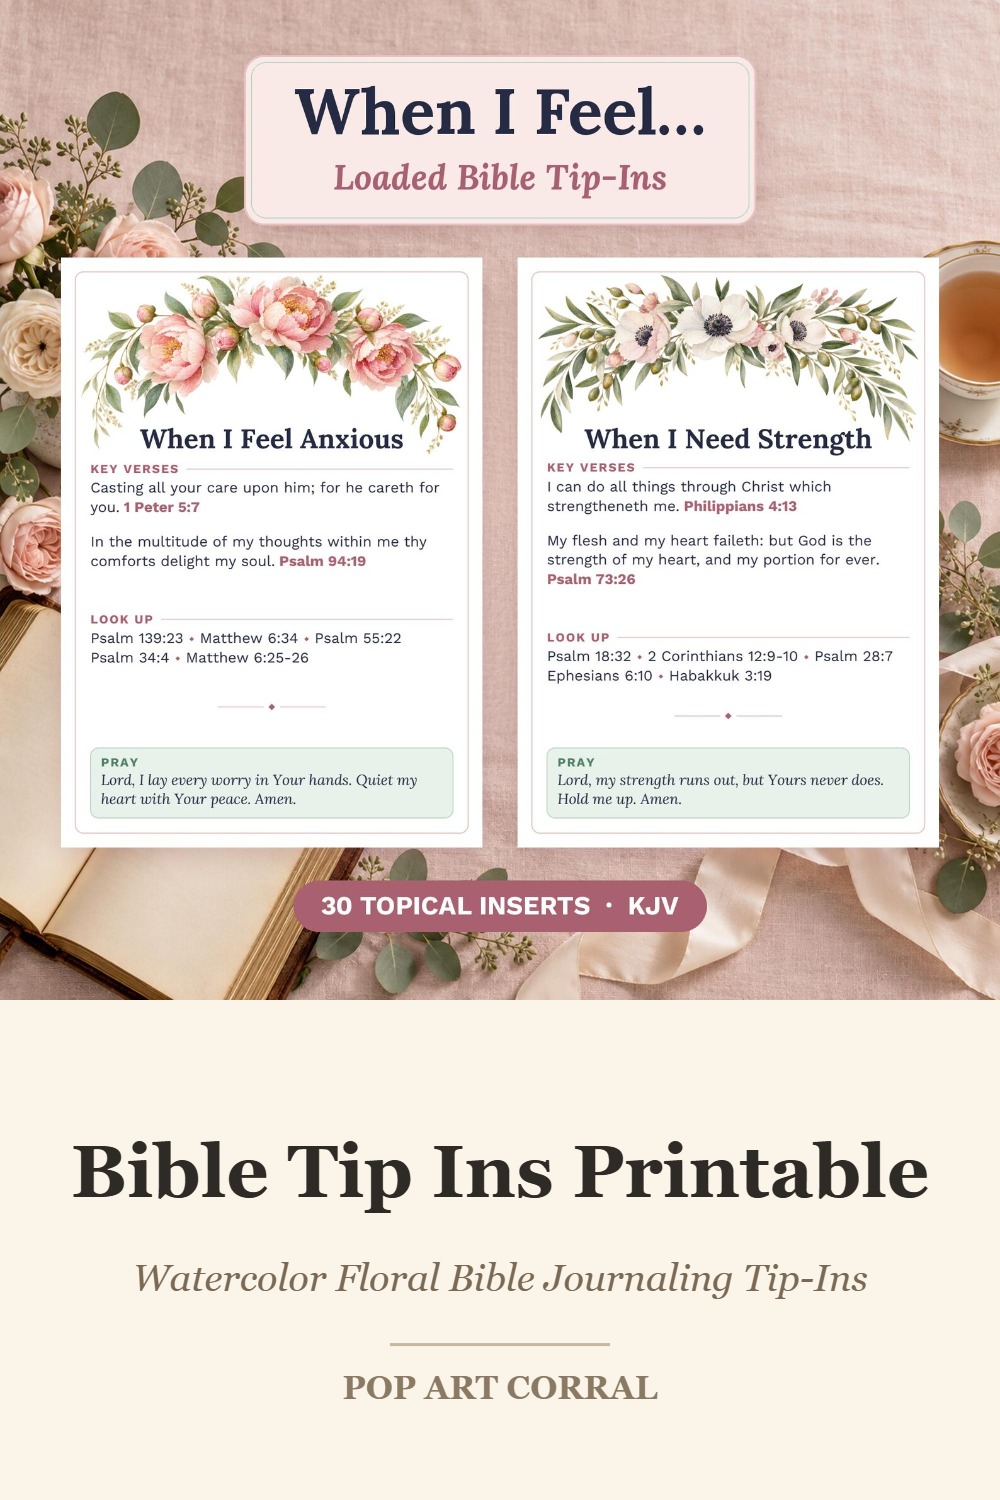 When I Feel...
Loaded Bible Tip-Ins
When I Feel Anxious
KEY VERSES
Casting all your care upon him; for he careth for
you. 1 Peter 5:7
In the multitude of my thoughts within me thy
comforts delight my soul. Psalm 94:19
LOOK UP
Psalm 139:23 • Matthew 6:34 • Psalm 55:22
Psalm 34:4 • Matthew 6:25-26
PRAY
Lord, I lay every worry in Your hands. Quiet my
heart with Your peace. Amen.
When I Need Strength
KEY VERSES
I can do all things through Christ which
strengtheneth me. Philippians 4:13
My flesh and my heart faileth: but God is the
strength of my heart, and my portion for ever.
Psalm 73:26
LOOK UP
Psalm 18:32 • 2 Corinthians 12:9-10 • Psalm 28:7
Ephesians 6:10 • Habakkuk 3:19
PRAY
Lord, my strength runs out, but Yours never does.
Hold me up. Amen.
30 TOPICAL INSERTS · KJV
Bible Tip Ins Printable
Watercolor Floral Bible Journaling Tip-Ins
POP ART CORRAL